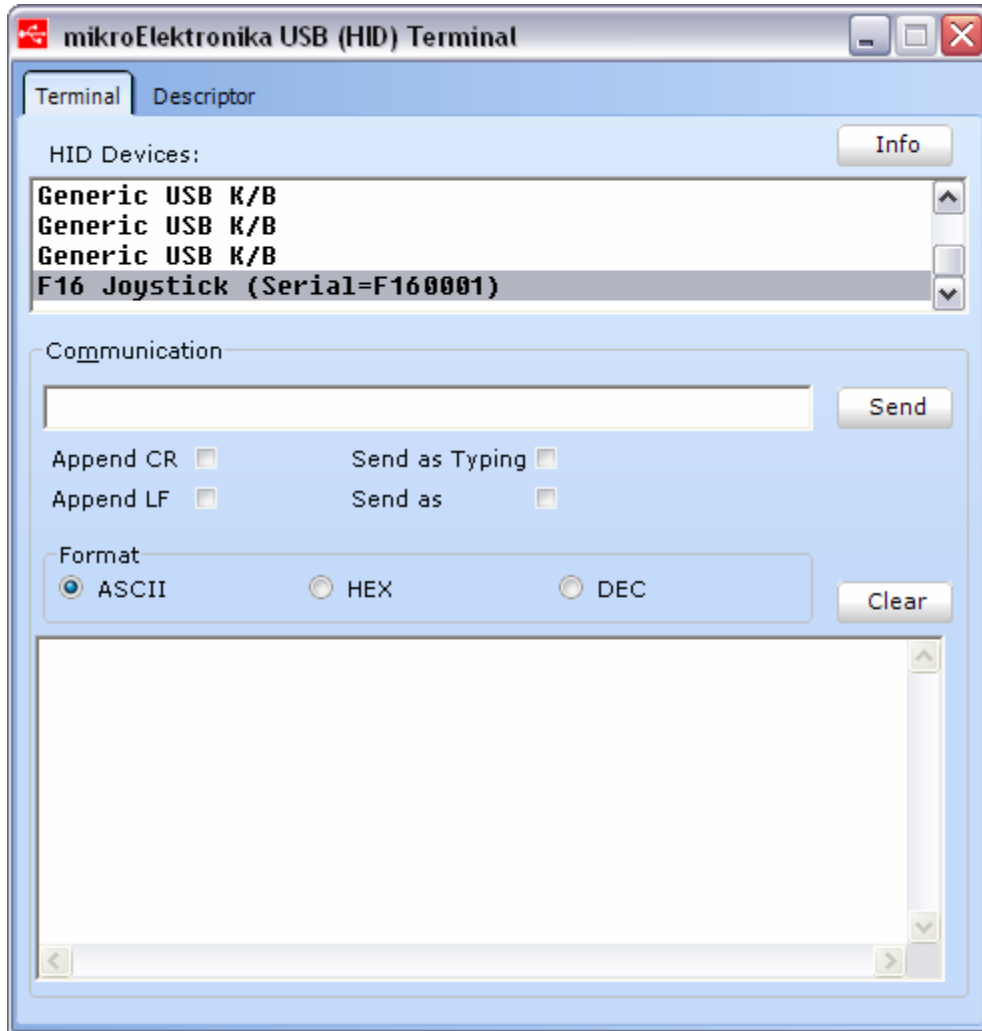 mikroElektronika USB (HID) Terminal
Terminal Descriptor
HID Devices: Info
Generic USB K/B
Generic USB K/B
Generic USB K/B
F16 Joystick (Serial=F160001)
Communication
Send
Append CR Send as Typing
Append LF Send as
Format
ASCII HEX DEC
Clear